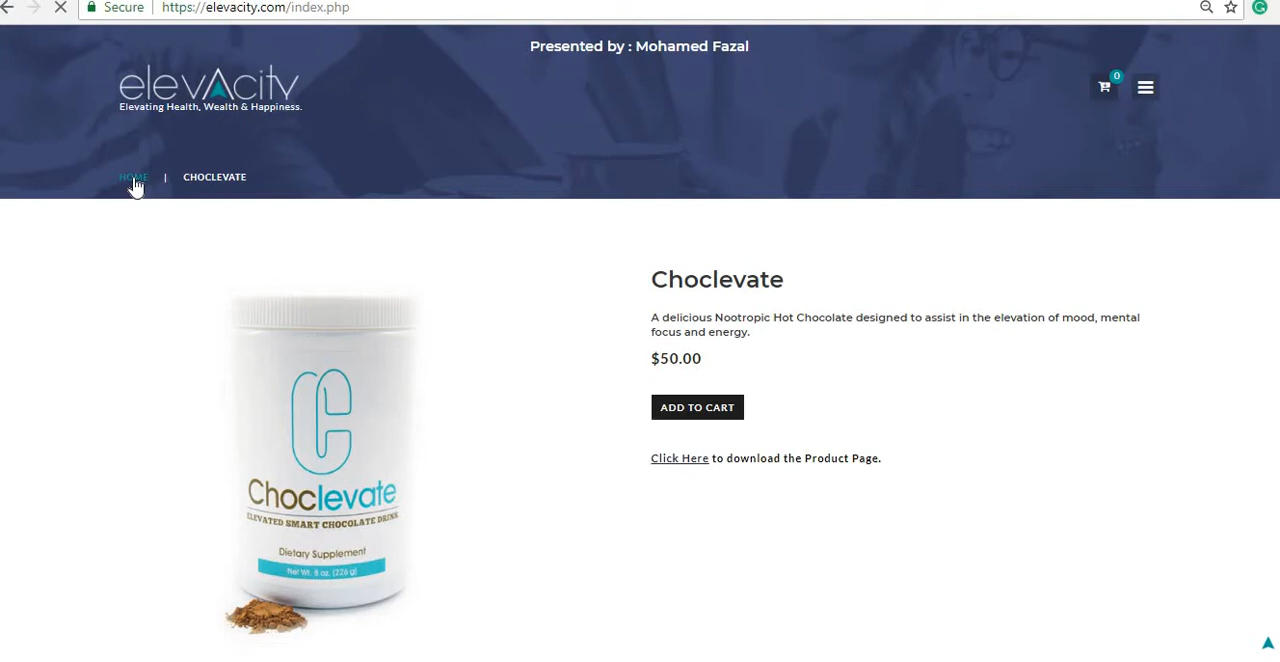 Secure | https://elevacity.com/index.php
Presented by : Mohamed Fazal
elevacity
Elevating Health, Wealth & Happiness.
0
HOME | CHOCLEVATE
Choclevate
A delicious Nootropic Hot Chocolate designed to assist in the elevation of mood, mental
focus and energy.
$50.00
ADD TO CART
Click Here to download the Product Page.
C
Choclevate
ELEVATED SMART CHOCOLATE DRINK
Dietary Supplement
Net Wt. 8 oz. (226 g)